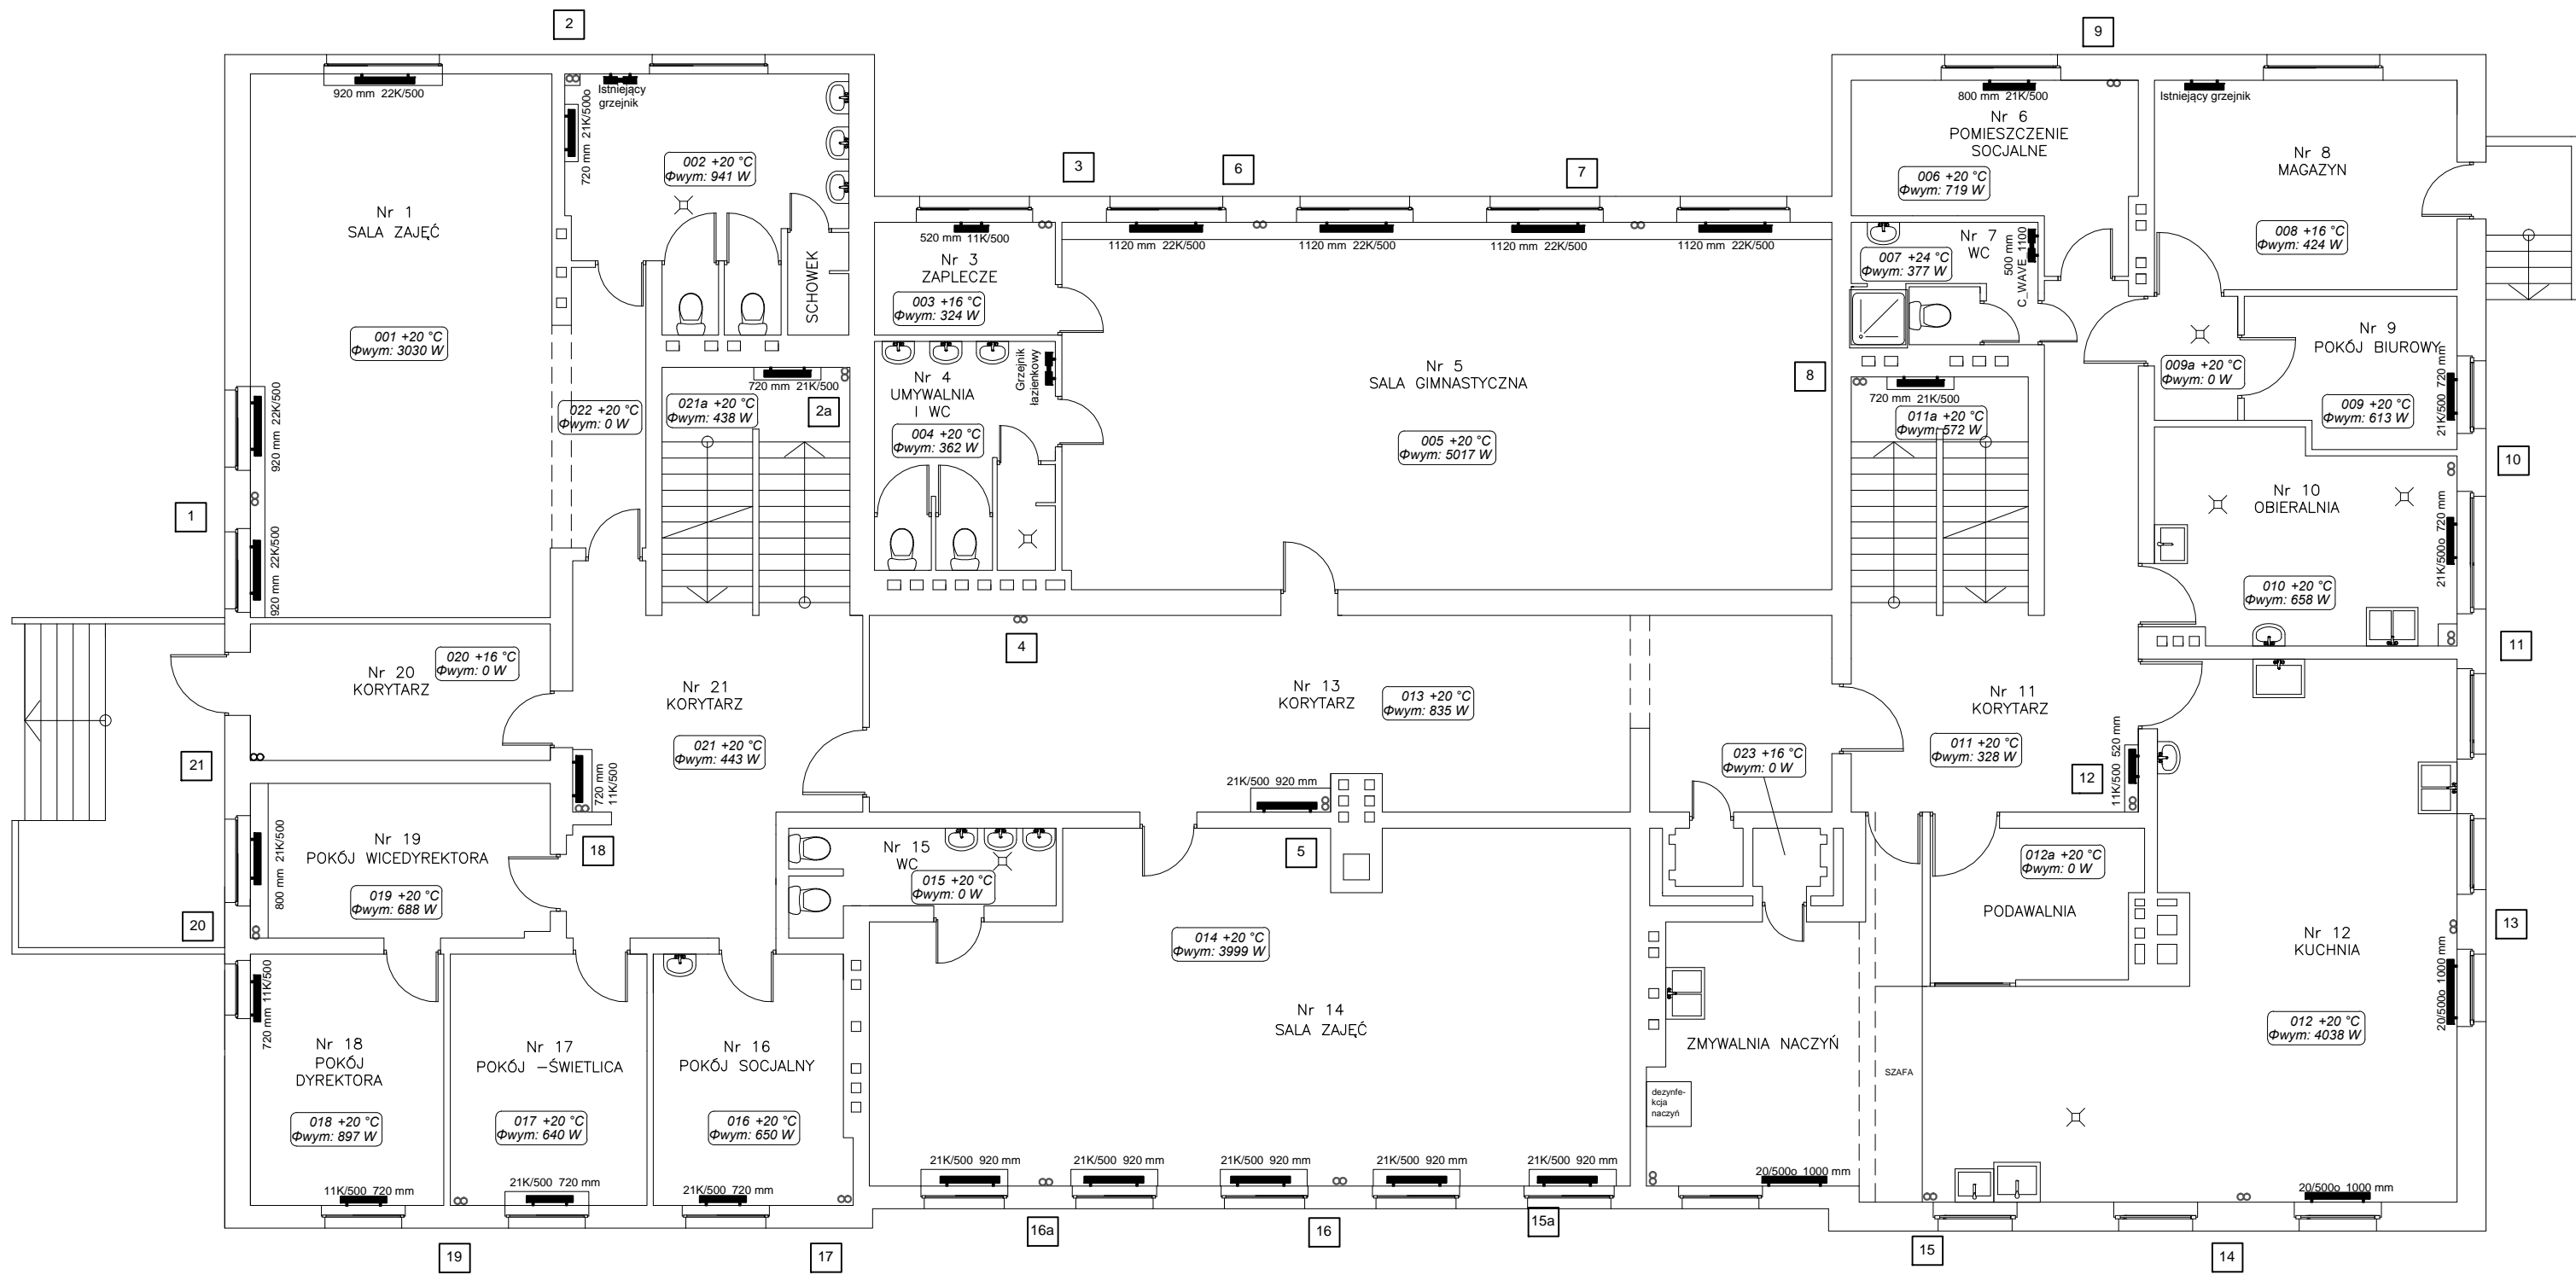 2
9
920 mm 22K/500
Istniejący
grzejnik
720 mm 21K/500o
002 +20 °C
Φwym: 941 W
Nr 1
SALA ZAJĘĆ
001 +20 °C
Φwym: 3030 W
920 mm 22K/500
920 mm 22K/500
1
SCHOWEK
022 +20 °C
Φwym: 0 W
720 mm 21K/500
021a +20 °C
Φwym: 438 W
2a
3
6
7
520 mm 11K/500
Nr 3
ZAPLECZE
003 +16 °C
Φwym: 324 W
1120 mm 22K/500
1120 mm 22K/500
1120 mm 22K/500
1120 mm 22K/500
Nr 4
UMYWALNIA
I WC
004 +20 °C
Φwym: 362 W
Grzejnik
łazienkowy
Nr 5
SALA GIMNASTYCZNA
005 +20 °C
Φwym: 5017 W
8
800 mm 21K/500
Nr 6
POMIESZCZENIE
SOCJALNE
006 +20 °C
Φwym: 719 W
Istniejący grzejnik
Nr 8
MAGAZYN
008 +16 °C
Φwym: 424 W
Nr 7
WC
007 +24 °C
Φwym: 377 W
500 mm
C_WAVE 1100
720 mm 21K/500
011a +20 °C
Φwym: 572 W
009a +20 °C
Φwym: 0 W
Nr 9
POKÓJ BIUROWY
009 +20 °C
Φwym: 613 W
21K/500 720 mm
10
Nr 10
OBIERALNIA
010 +20 °C
Φwym: 658 W
21K/500o 720 mm
11
Nr 20
KORYTARZ
020 +16 °C
Φwym: 0 W
Nr 21
KORYTARZ
021 +20 °C
Φwym: 443 W
720 mm
11K/500
21
4
Nr 13
KORYTARZ
013 +20 °C
Φwym: 835 W
21K/500 920 mm
5
023 +16 °C
Φwym: 0 W
Nr 11
KORYTARZ
011 +20 °C
Φwym: 328 W
12
11K/500 520 mm
Nr 19
POKÓJ WICEDYREKTORA
019 +20 °C
Φwym: 688 W
800 mm 21K/500
18
20
Nr 15
WC
015 +20 °C
Φwym: 0 W
012a +20 °C
Φwym: 0 W
PODAWALNIA
014 +20 °C
Φwym: 3999 W
Nr 14
SALA ZAJĘĆ
Nr 12
KUCHNIA
012 +20 °C
Φwym: 4038 W
20/500o 1000 mm
13
720 mm 11K/500
Nr 18
POKÓJ
DYREKTORA
018 +20 °C
Φwym: 897 W
11K/500 720 mm
Nr 17
POKÓJ –ŚWIETLICA
017 +20 °C
Φwym: 640 W
21K/500 720 mm
Nr 16
POKÓJ SOCJALNY
016 +20 °C
Φwym: 650 W
21K/500 720 mm
ZMYWALNIA NACZYŃ
dezynfe-
kcja
naczyń
SZAFA
21K/500 920 mm
21K/500 920 mm
21K/500 920 mm
21K/500 920 mm
21K/500 920 mm
20/500o 1000 mm
20/500o 1000 mm
19
17
16a
16
15a
15
14